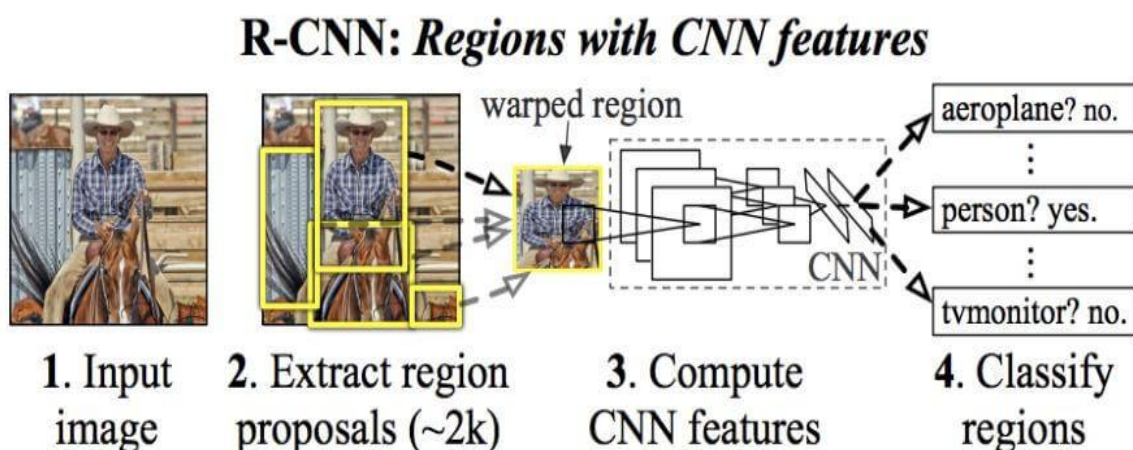 R-CNN: Regions with CNN features
warped region
aeroplane? no.
⋮
person? yes.
⋮
tvmonitor? no.
CNN
1. Input
image
2. Extract region
proposals (~2k)
3. Compute
CNN features
4. Classify
regions